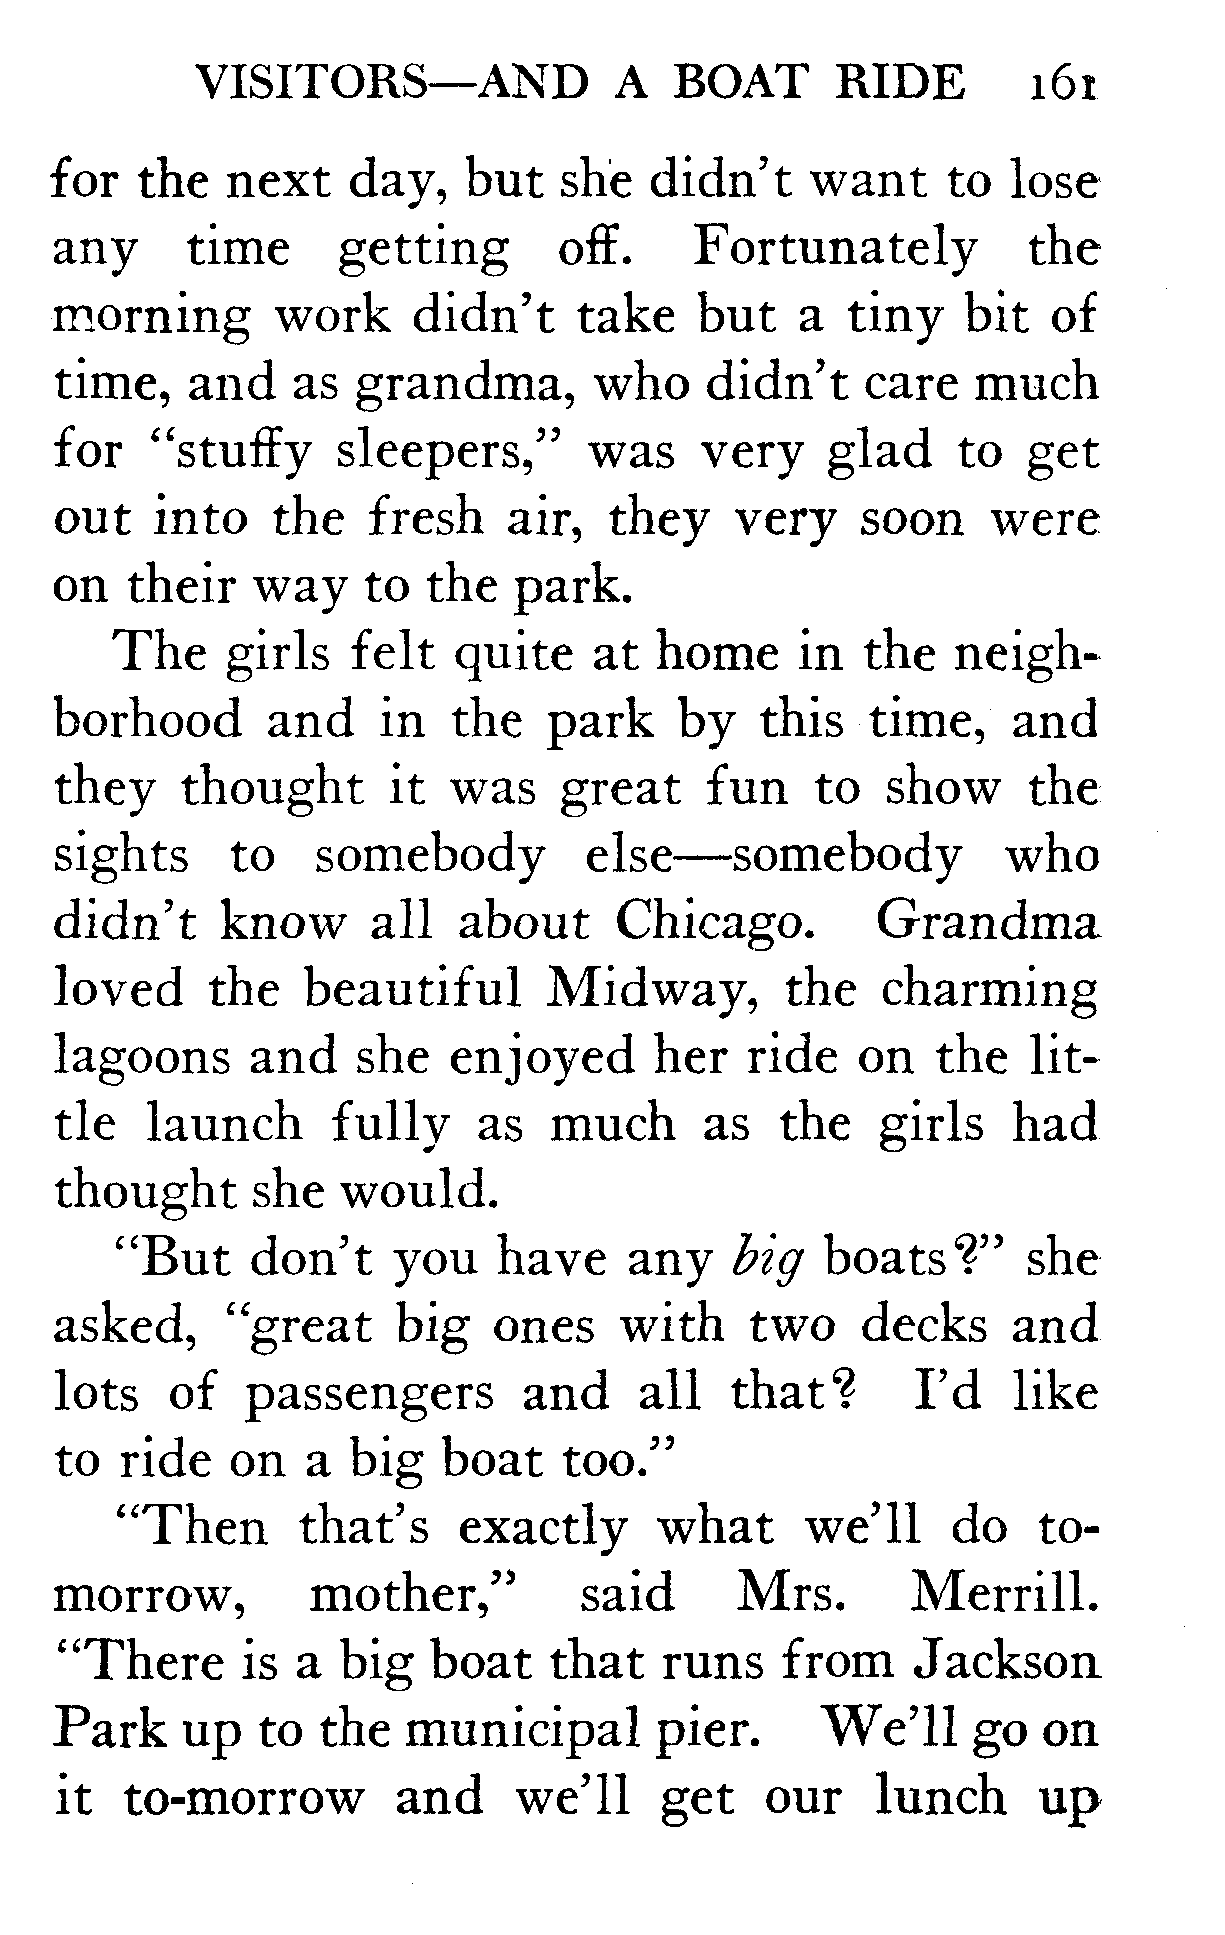 VISITORS—AND A BOAT RIDE 161
for the next day, but she didn't want to lose
any time getting off. Fortunately the
morning work didn't take but a tiny bit of
time, and as grandma, who didn't care much
for "stuffy sleepers," was very glad to get
out into the fresh air, they very soon were
on their way to the park.
The girls felt quite at home in the neigh-
borhood and in the park by this time, and
they thought it was great fun to show the
sights to somebody else—somebody who
didn't know all about Chicago. Grandma
loved the beautiful Midway, the charming
lagoons and she enjoyed her ride on the lit-
tle launch fully as much as the girls had
thought she would.
"But don't you have any big boats?" she
asked, "great big ones with two decks and
lots of passengers and all that? I'd like
to ride on a big boat too."
"Then that's exactly what we'll do to-
morrow, mother," said Mrs. Merrill.
"There is a big boat that runs from Jackson
Park up to the municipal pier. We'll go on
it to-morrow and we'll get our lunch up